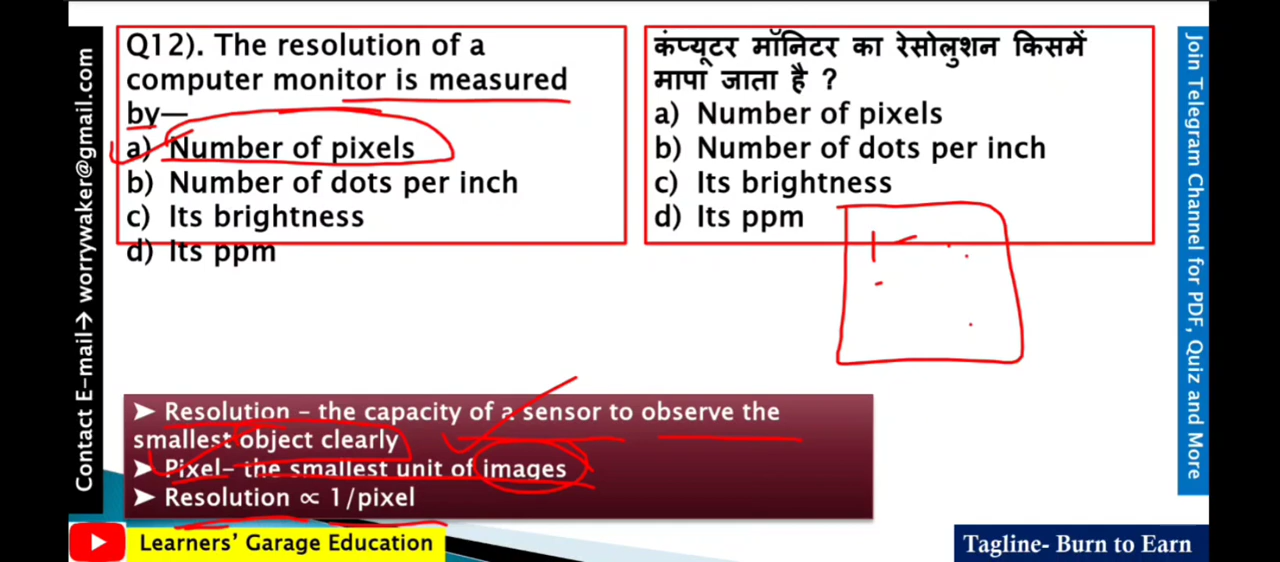 Contact E-mail→ worrywaker@gmail.com
Q12). The resolution of a
computer monitor is measured
by—
a) Number of pixels
b) Number of dots per inch
c) Its brightness
d) Its ppm
कंप्यूटर मॉनिटर का रेसोलुशन किसमें
मापा जाता है ?
a) Number of pixels
b) Number of dots per inch
c) Its brightness
d) Its ppm
Join Telegram Channel for PDF, Quiz and More
➤ Resolution – the capacity of a sensor to observe the
smallest object clearly
➤ Pixel– the smallest unit of images
➤ Resolution ∝ 1/pixel
Learners’ Garage Education
Tagline- Burn to Earn